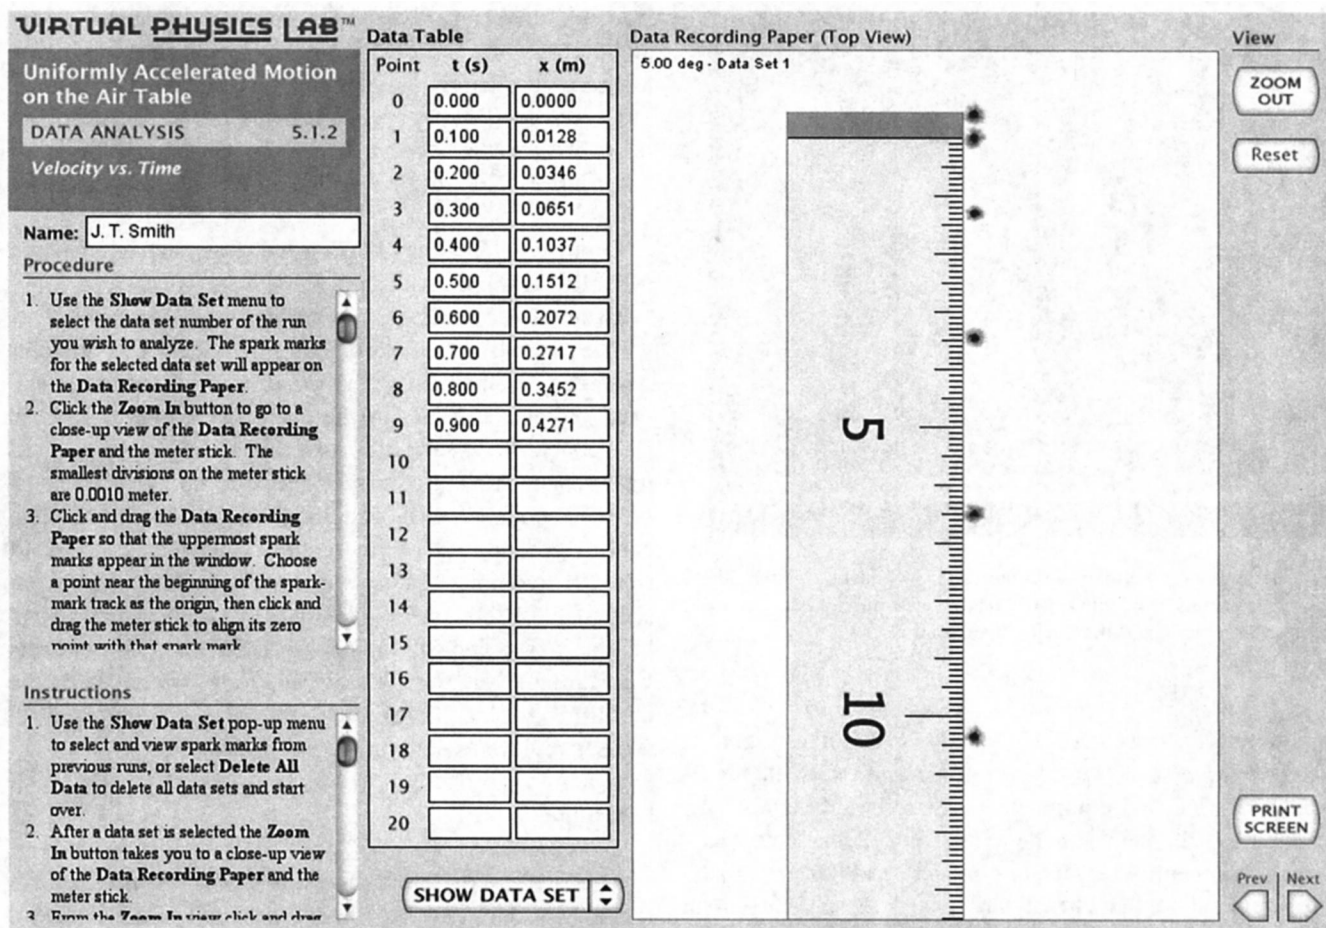 VIRTUAL PHYSICS LAB™
Uniformly Accelerated Motion
on the Air Table
DATA ANALYSIS 5.1.2
Velocity vs. Time
Name: J. T. Smith
Procedure
1. Use the Show Data Set menu to
select the data set number of the run
you wish to analyze. The spark marks
for the selected data set will appear on
the Data Recording Paper.
2. Click the Zoom In button to go to a
close-up view of the Data Recording
Paper and the meter stick. The
smallest divisions on the meter stick
are 0.0010 meter.
3. Click and drag the Data Recording
Paper so that the uppermost spark
marks appear in the window. Choose
a point near the beginning of the spark-
mark track as the origin, then click and
drag the meter stick to align its zero
point with that spark mark
Instructions
1. Use the Show Data Set pop-up menu
to select and view spark marks from
previous runs, or select Delete All
Data to delete all data sets and start
over.
2. After a data set is selected the Zoom
In button takes you to a close-up view
of the Data Recording Paper and the
meter stick.
3. From the Zoom In view click and drag
Data Table
Point t (s) x (m)
0 0.000 0.0000
1 0.100 0.0128
2 0.200 0.0346
3 0.300 0.0651
4 0.400 0.1037
5 0.500 0.1512
6 0.600 0.2072
7 0.700 0.2717
8 0.800 0.3452
9 0.900 0.4271
10
11
12
13
14
15
16
17
18
19
20
SHOW DATA SET
Data Recording Paper (Top View)
5.00 deg - Data Set 1
5
10
View
ZOOM
OUT
Reset
PRINT
SCREEN
Prev Next